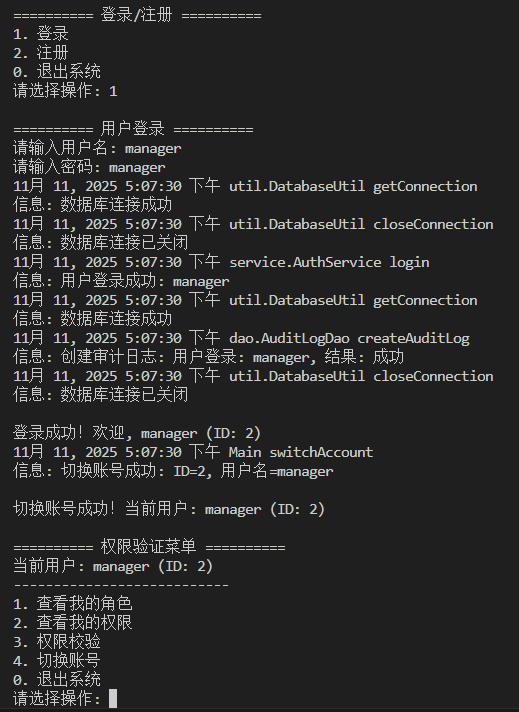 ========== 登录/注册 ==========
1. 登录
2. 注册
0. 退出系统
请选择操作: 1
========== 用户登录 ==========
请输入用户名: manager
请输入密码: manager
11月 11, 2025 5:07:30 下午 util.DatabaseUtil getConnection
信息: 数据库连接成功
11月 11, 2025 5:07:30 下午 util.DatabaseUtil closeConnection
信息: 数据库连接已关闭
11月 11, 2025 5:07:30 下午 service.AuthService login
信息: 用户登录成功: manager
11月 11, 2025 5:07:30 下午 util.DatabaseUtil getConnection
信息: 数据库连接成功
11月 11, 2025 5:07:30 下午 dao.AuditLogDao createAuditLog
信息: 创建审计日志: 用户登录: manager, 结果: 成功
11月 11, 2025 5:07:30 下午 util.DatabaseUtil closeConnection
信息: 数据库连接已关闭
登录成功! 欢迎, manager (ID: 2)
11月 11, 2025 5:07:30 下午 Main switchAccount
信息: 切换账号成功: ID=2, 用户名=manager
切换账号成功! 当前用户: manager (ID: 2)
========== 权限验证菜单 ==========
当前用户: manager (ID: 2)
---------------------------
1. 查看我的角色
2. 查看我的权限
3. 权限校验
4. 切换账号
0. 退出系统
请选择操作: